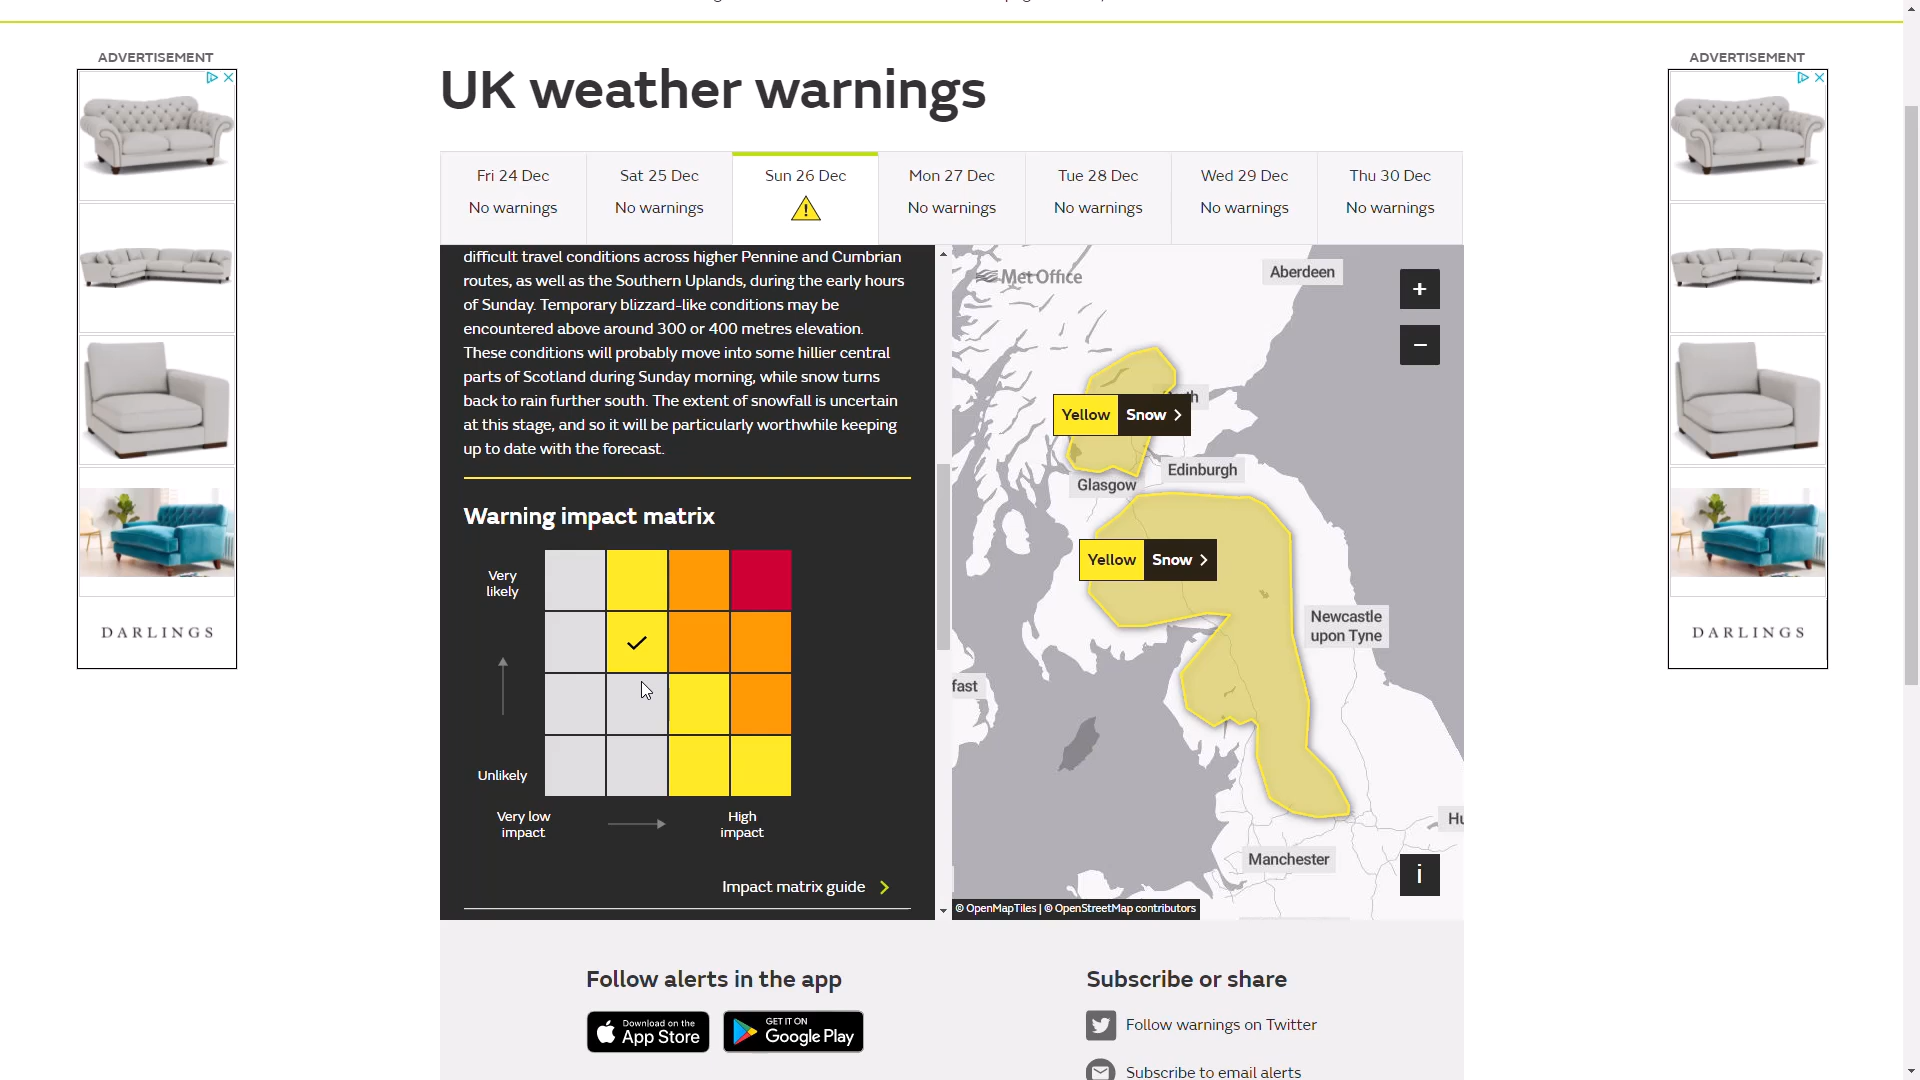 ADVERTISEMENT
ADVERTISEMENT
UK weather warnings
Fri 24 Dec
No warnings
Sat 25 Dec
No warnings
Sun 26 Dec
!
Mon 27 Dec
No warnings
Tue 28 Dec
No warnings
Wed 29 Dec
No warnings
Thu 30 Dec
No warnings
difficult travel conditions across higher Pennine and Cumbrian
routes, as well as the Southern Uplands, during the early hours
of Sunday. Temporary blizzard-like conditions may be
encountered above around 300 or 400 metres elevation.
These conditions will probably move into some hillier central
parts of Scotland during Sunday morning, while snow turns
back to rain further south. The extent of snowfall is uncertain
at this stage, and so it will be particularly worthwhile keeping
up to date with the forecast.
Warning impact matrix
Very
likely
Unlikely
Very low
impact
High
impact
Impact matrix guide
Met Office
Aberdeen
+
−
th
Yellow Snow
Edinburgh
Glasgow
Yellow Snow
Newcastle
upon Tyne
fast
Hu
Manchester
i
© OpenMapTiles | © OpenStreetMap contributors
DARLINGS
DARLINGS
Follow alerts in the app
Download on the
App Store
GET IT ON
Google Play
Subscribe or share
Follow warnings on Twitter
Subscribe to email alerts